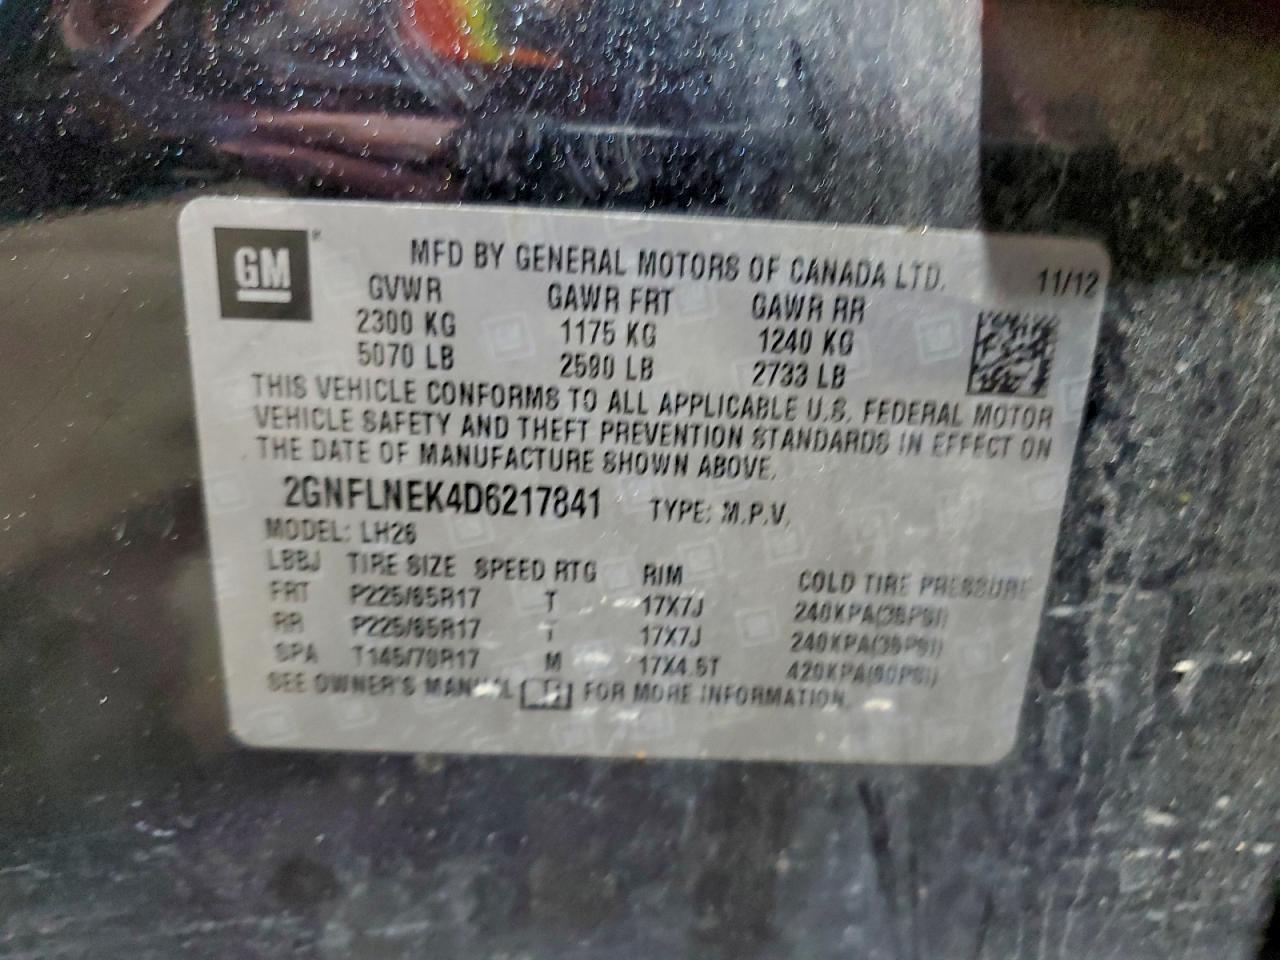 GM
MFD BY GENERAL MOTORS OF CANADA LTD. 11/12
GVWR GAWR FRT GAWR RR
2300 KG 1175 KG 1240 KG
5070 LB 2590 LB 2733 LB
THIS VEHICLE CONFORMS TO ALL APPLICABLE U.S. FEDERAL MOTOR
VEHICLE SAFETY AND THEFT PREVENTION STANDARDS IN EFFECT ON
THE DATE OF MANUFACTURE SHOWN ABOVE.
2GNFLNEK4D6217841 TYPE: M.P.V.
MODEL: LH26
LBBJ TIRE SIZE SPEED RTG RIM COLD TIRE PRESSURE
FRT P225/65R17 T 17X7J 240KPA(35PSI)
RR P225/65R17 T 17X7J 240KPA(35PSI)
SPA T145/70R17 M 17X4.5T 420KPA(60PSI)
SEE OWNER'S MANUAL FOR MORE INFORMATION.